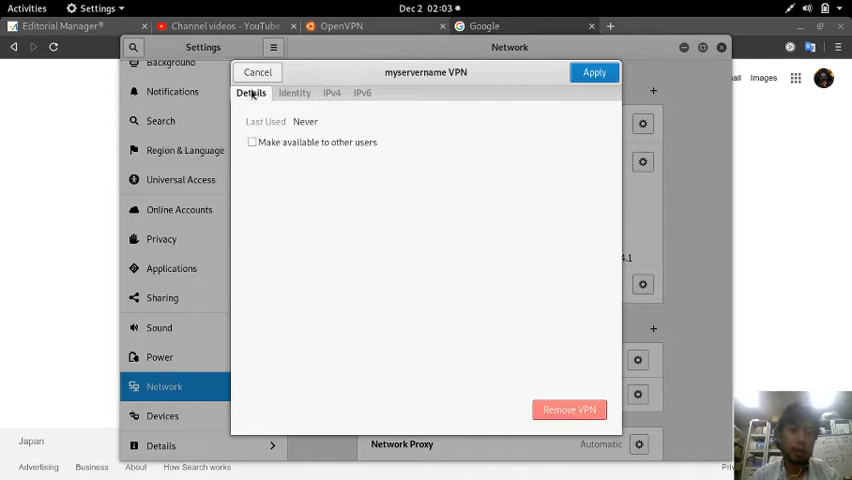 Activities
Settings
Dec 2 02:03
Editorial Manager®
Channel videos - YouTube
OpenVPN
Google
Settings
Network
Images
myservername VPN
Cancel
Apply
Details
Identity
IPv4
IPv6
Last Used
Never
Make available to other users
Remove VPN
Background
Notifications
Search
Region & Language
Universal Access
Online Accounts
Privacy
Applications
Sharing
Sound
Power
Network
Devices
Details
4.1
Network Proxy
Automatic
Japan
Advertising
Business
About
How Search works